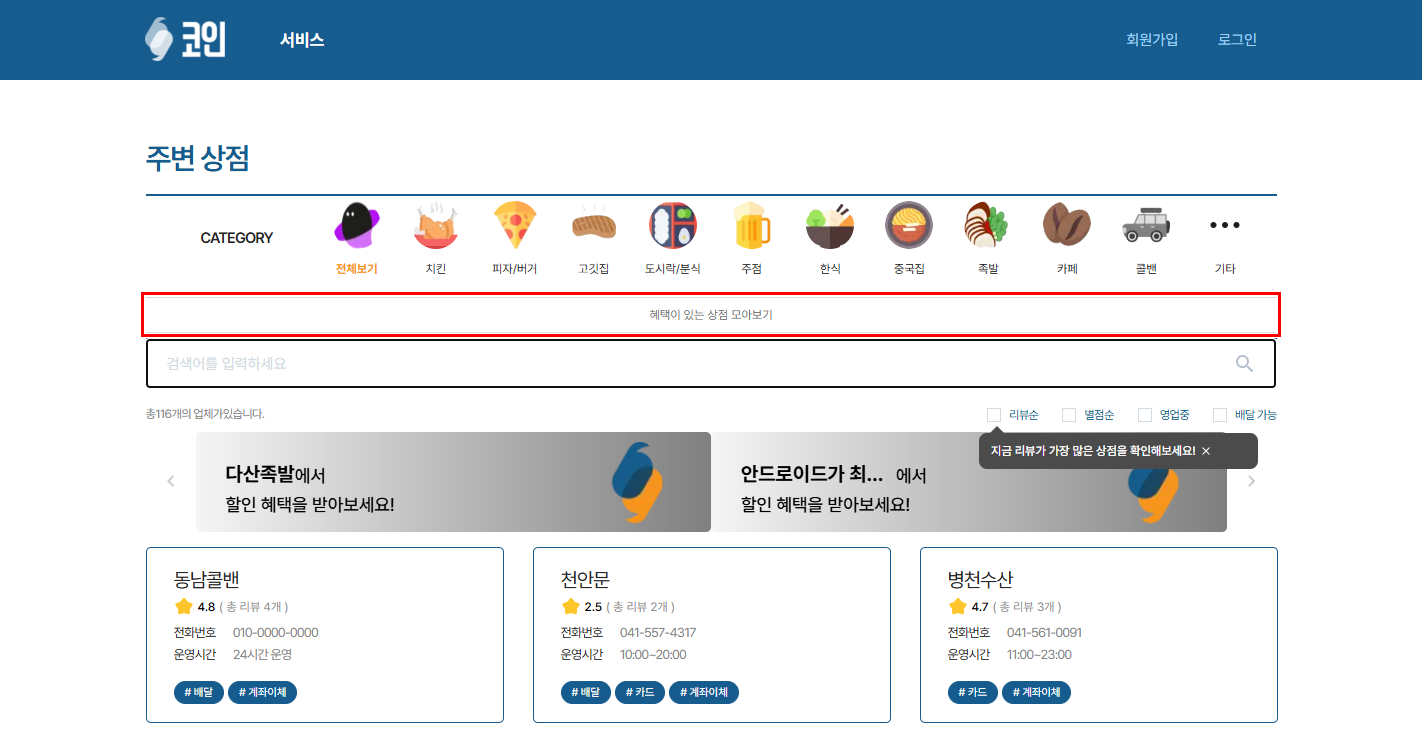 코인
서비스
회원가입
로그인
주변 상점
CATEGORY
전체보기
치킨
피자/버거
고깃집
도시락/분식
주점
한식
중국집
족발
카페
콜밴
기타
혜택이 있는 상점 모아보기
검색어를 입력하세요
총116개의 업체가있습니다.
리뷰순
별점순
영업중
배달 가능
지금 리뷰가 가장 많은 상점을 확인해보세요! ×
다산족발에서
할인 혜택을 받아보세요!
안드로이드가 최... 에서
할인 혜택을 받아보세요!
동남콜밴
4.8 ( 총 리뷰 4개 )
전화번호 010-0000-0000
운영시간 24시간 운영
# 배달 # 계좌이체
천안문
2.5 ( 총 리뷰 2개 )
전화번호 041-557-4317
운영시간 10:00~20:00
# 배달 # 카드 # 계좌이체
병천수산
4.7 ( 총 리뷰 3개 )
전화번호 041-561-0091
운영시간 11:00~23:00
# 카드 # 계좌이체